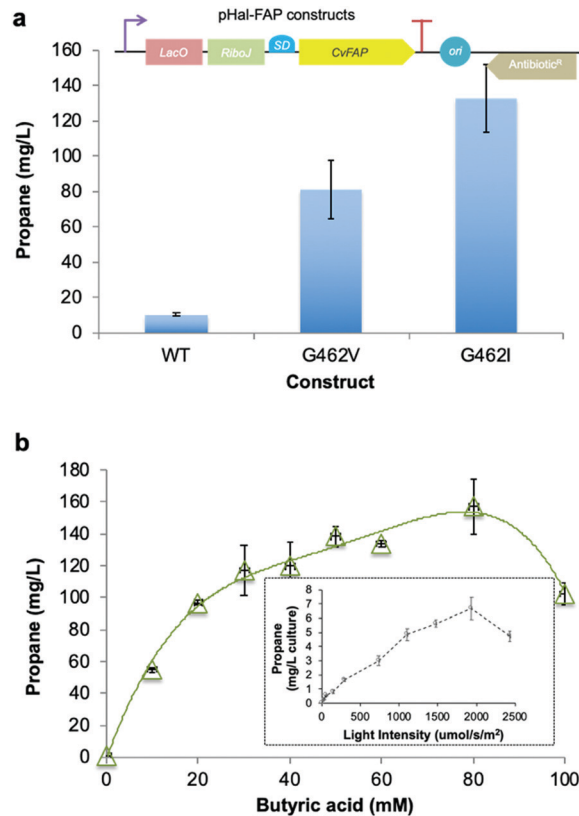 a
pHal-FAP constructs
LacO RiboJ SD CvFAP ori Antibioticᴿ
Propane (mg/L)
160
140
120
100
80
60
40
20
0
WT G462V G462I
Construct
b
Propane (mg/L)
180
160
140
120
100
80
60
40
20
0
0 20 40 60 80 100
Butyric acid (mM)
Propane
(mg/L culture)
8
7
6
5
4
3
2
1
0
0 500 1000 1500 2000 2500
Light Intensity (umol/s/m²)